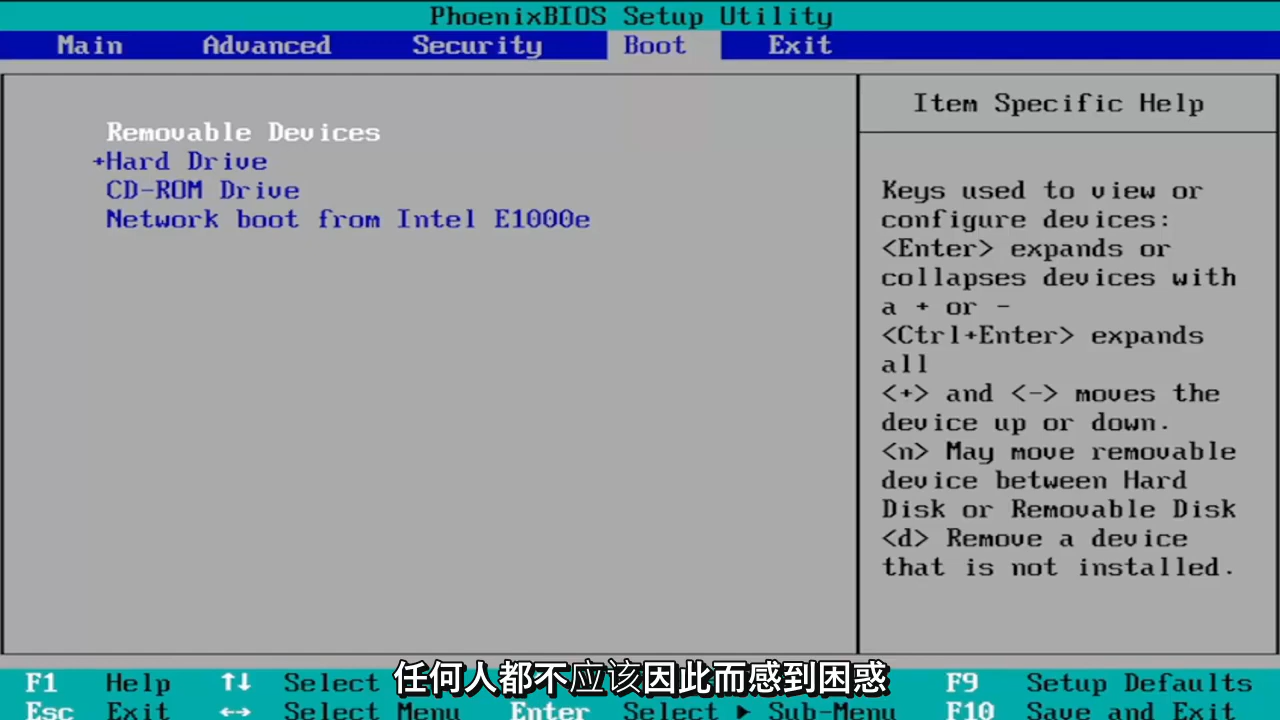 PhoenixBIOS Setup Utility
Main Advanced Security Boot Exit
Removable Devices
+Hard Drive
CD-ROM Drive
Network boot from Intel E1000e
Item Specific Help
Keys used to view or
configure devices:
<Enter> expands or
collapses devices with
a + or -
<Ctrl+Enter> expands
all
<+> and <-> moves the
device up or down.
<n> May move removable
device between Hard
Disk or Removable Disk
<d> Remove a device
that is not installed.
任何人都不应该因此而感到困惑
F1 Help ↑↓ Select F9 Setup Defaults
Esc Exit ↔ Select Menu Enter Select ▶ Sub-Menu F10 Save and Exit